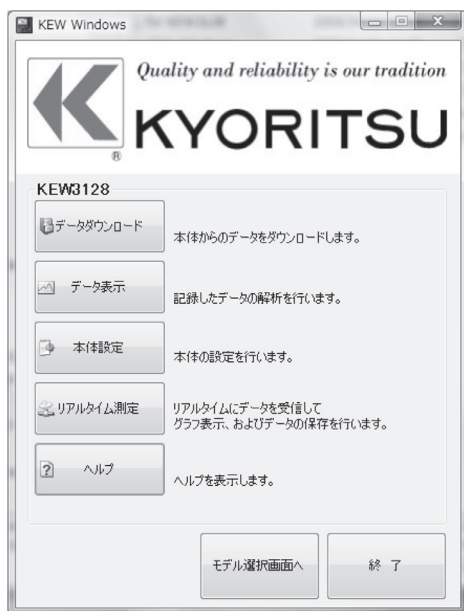 KEW Windows
Quality and reliability is our tradition
KYORITSU
®
KEW3128
データダウンロード
本体からのデータをダウンロードします。
データ表示
記録したデータの解析を行います。
本体設定
本体の設定を行います。
リアルタイム測定
リアルタイムにデータを受信して
グラフ表示、およびデータの保存を行います。
ヘルプ
ヘルプを表示します。
モデル選択画面へ
終 了